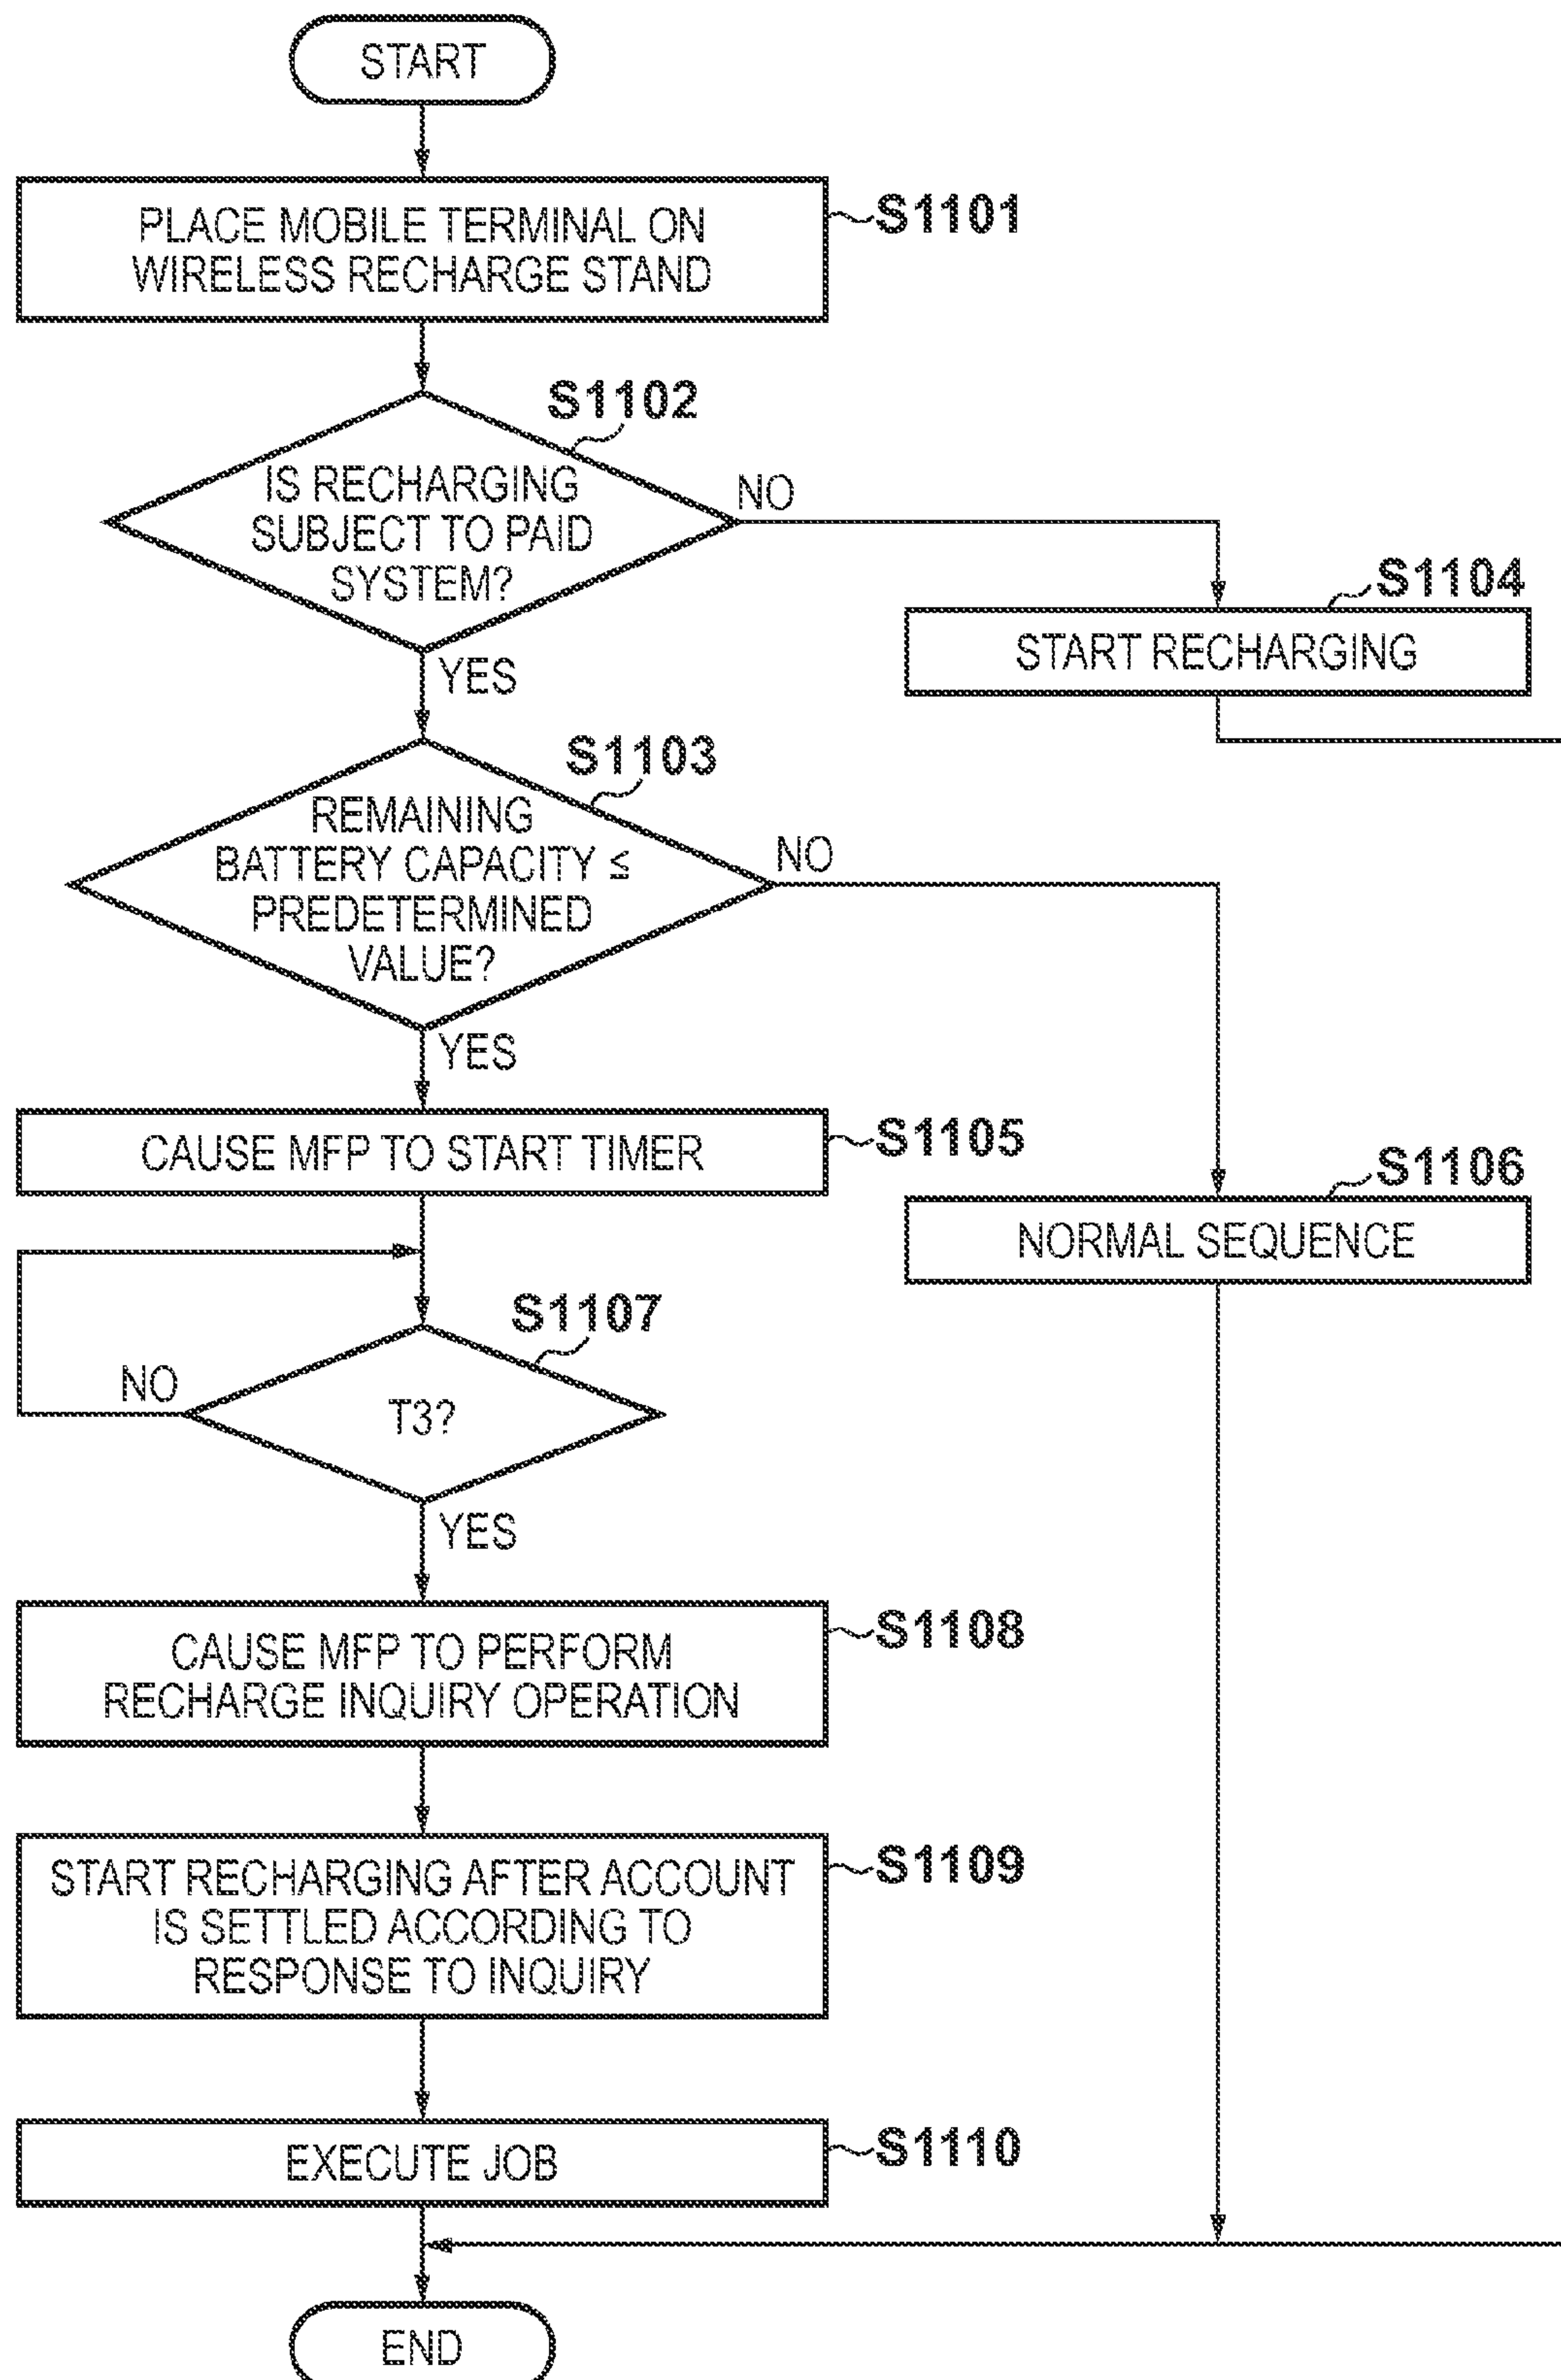 START
PLACE MOBILE TERMINAL ON
WIRELESS RECHARGE STAND
S1101
S1102
IS RECHARGING
SUBJECT TO PAID
SYSTEM?
NO
YES
S1104
START RECHARGING
S1103
REMAINING
BATTERY CAPACITY ≤
PREDETERMINED
VALUE?
NO
YES
CAUSE MFP TO START TIMER
S1105
S1106
NORMAL SEQUENCE
S1107
T3?
NO
YES
CAUSE MFP TO PERFORM
RECHARGE INQUIRY OPERATION
S1108
START RECHARGING AFTER ACCOUNT
IS SETTLED ACCORDING TO
RESPONSE TO INQUIRY
S1109
EXECUTE JOB
S1110
END